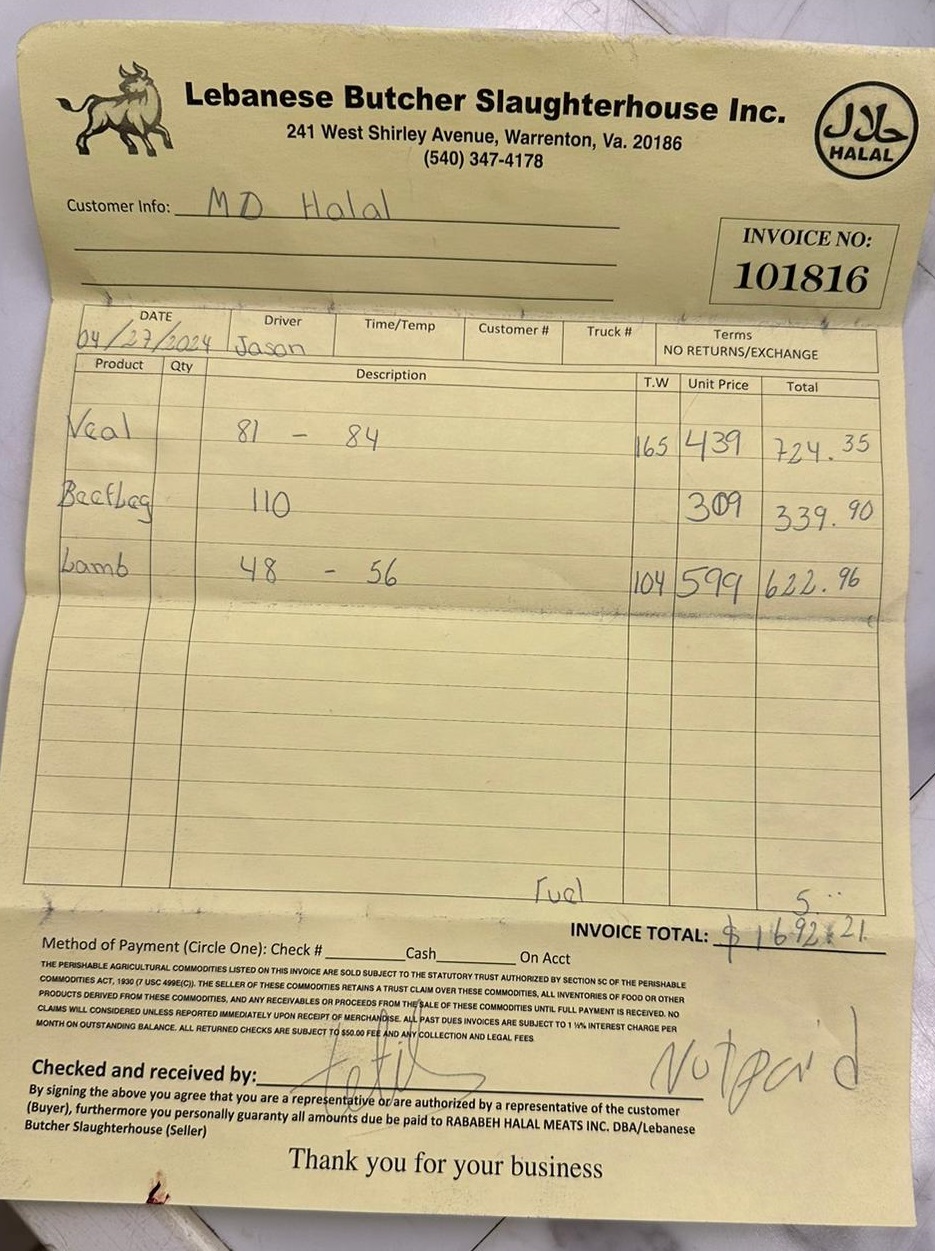 Lebanese Butcher Slaughterhouse Inc.
241 West Shirley Avenue, Warrenton, Va. 20186
(540) 347-4178
حلال
HALAL
Customer Info: MD Halal
INVOICE NO:
101816
DATE Driver Time/Temp Customer # Truck # Terms
04/27/2024 Jason NO RETURNS/EXCHANGE
Product Qty Description T.W Unit Price Total
Veal 81 - 84 165 439 724.35
BeefLeg 110 309 339.90
Lamb 48 - 56 104 599 622.96
Fuel 5
INVOICE TOTAL: $1692.21
Method of Payment (Circle One): Check # Cash On Acct
THE PERISHABLE AGRICULTURAL COMMODITIES LISTED ON THIS INVOICE ARE SOLD SUBJECT TO THE STATUTORY TRUST AUTHORIZED BY SECTION 5C OF THE PERISHABLE
COMMODITIES ACT, 1930 (7 USC 499E(C)). THE SELLER OF THESE COMMODITIES RETAINS A TRUST CLAIM OVER THESE COMMODITIES, ALL INVENTORIES OF FOOD OR OTHER
PRODUCTS DERIVED FROM THESE COMMODITIES, AND ANY RECEIVABLES OR PROCEEDS FROM THE SALE OF THESE COMMODITIES UNTIL FULL PAYMENT IS RECEIVED. NO
CLAIMS WILL CONSIDERED UNLESS REPORTED IMMEDIATELY UPON RECEIPT OF MERCHANDISE. ALL PAST DUES INVOICES ARE SUBJECT TO 1 ½% INTEREST CHARGE PER
MONTH ON OUTSTANDING BALANCE. ALL RETURNED CHECKS ARE SUBJECT TO $50.00 FEE AND ANY COLLECTION AND LEGAL FEES
Not paid
Checked and received by:
By signing the above you agree that you are a representative or are authorized by a representative of the customer
(Buyer), furthermore you personally guaranty all amounts due be paid to RABABEH HALAL MEATS INC. DBA/Lebanese
Butcher Slaughterhouse (Seller)
Thank you for your business